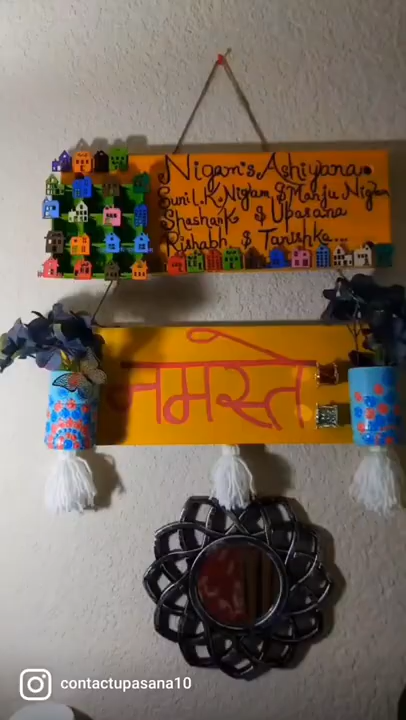 Nigam's Ashiyana
Sunil.K.Nigam & Manju Nigam
Shashank & Upasana
Rishabh & Tanishka
नमस्ते
contactupasana10